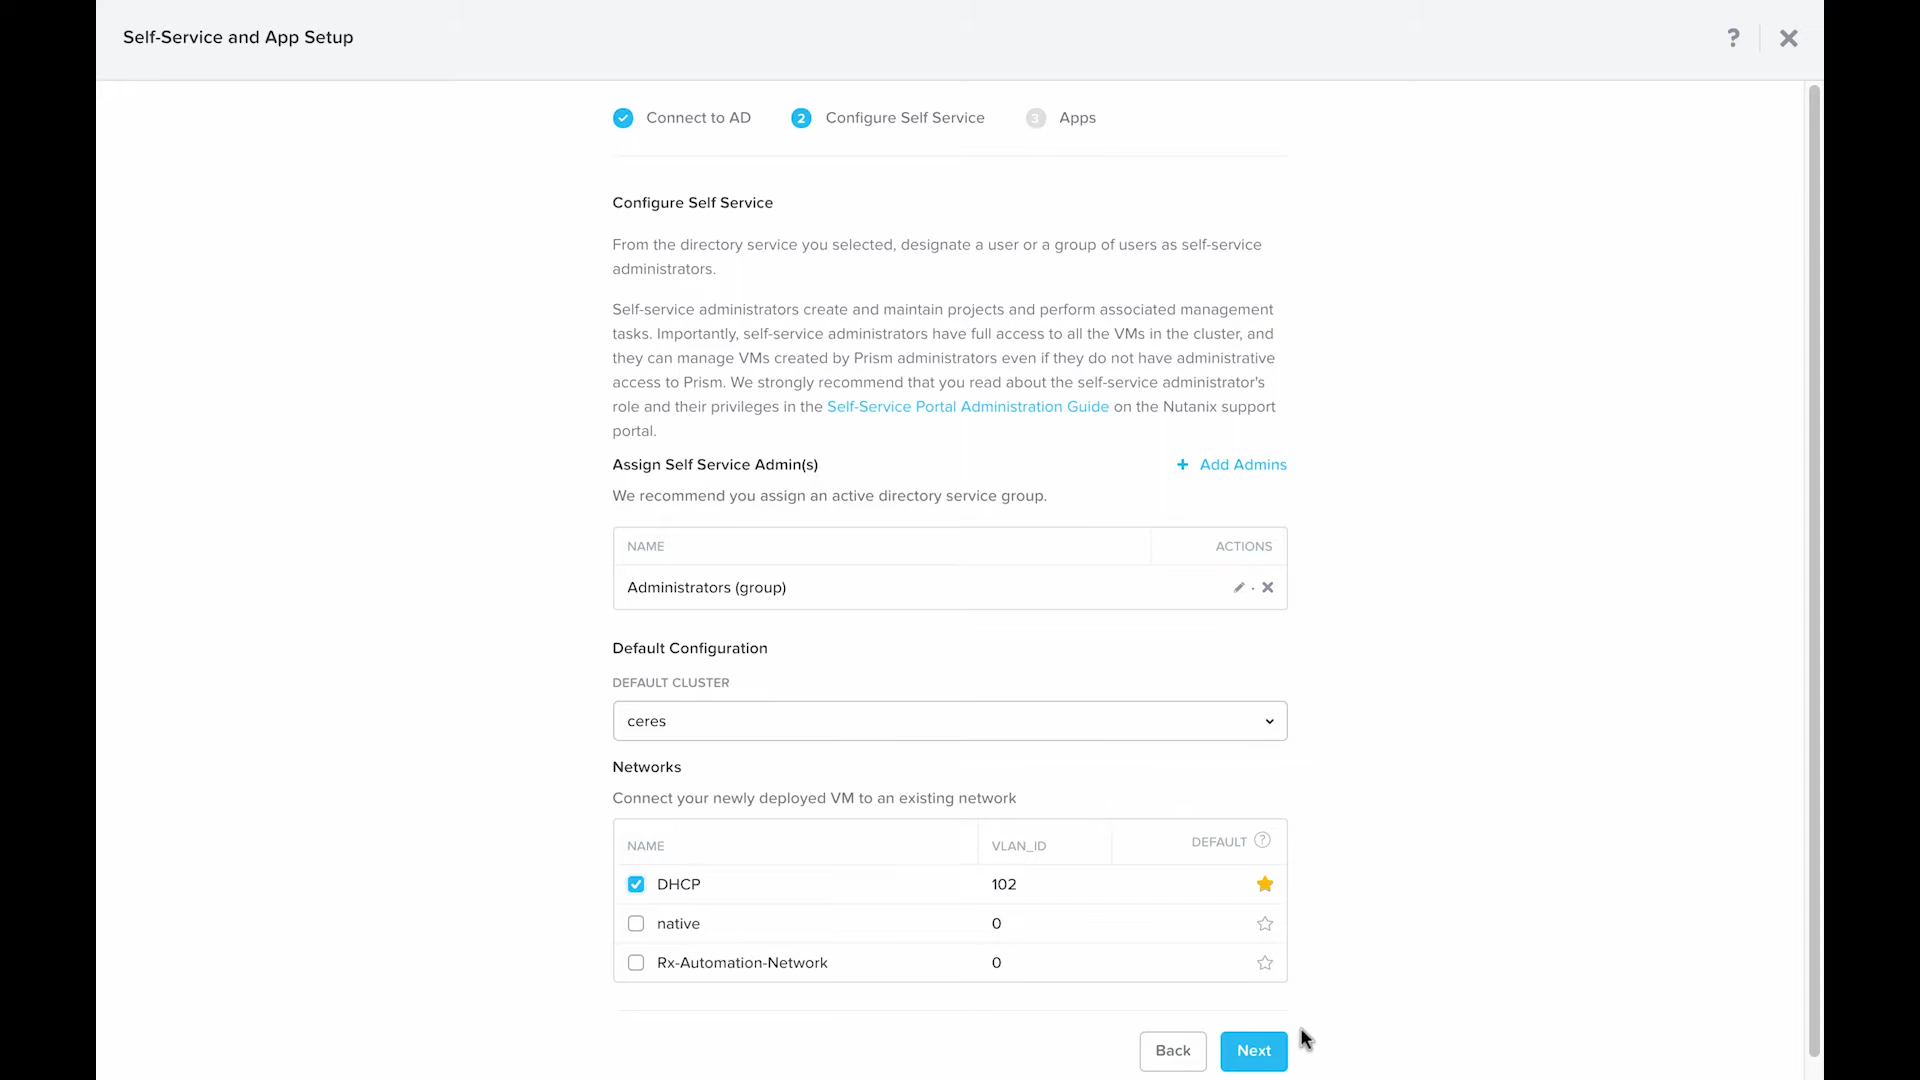 Self-Service and App Setup
?
Connect to AD
2 Configure Self Service
3 Apps
Configure Self Service
From the directory service you selected, designate a user or a group of users as self-service
administrators.
Self-service administrators create and maintain projects and perform associated management
tasks. Importantly, self-service administrators have full access to all the VMs in the cluster, and
they can manage VMs created by Prism administrators even if they do not have administrative
access to Prism. We strongly recommend that you read about the self-service administrator's
role and their privileges in the Self-Service Portal Administration Guide on the Nutanix support
portal.
Assign Self Service Admin(s)
+ Add Admins
We recommend you assign an active directory service group.
NAME ACTIONS
Administrators (group)
Default Configuration
DEFAULT CLUSTER
ceres
Networks
Connect your newly deployed VM to an existing network
NAME VLAN_ID DEFAULT ?
DHCP 102
native 0
Rx-Automation-Network 0
Back Next